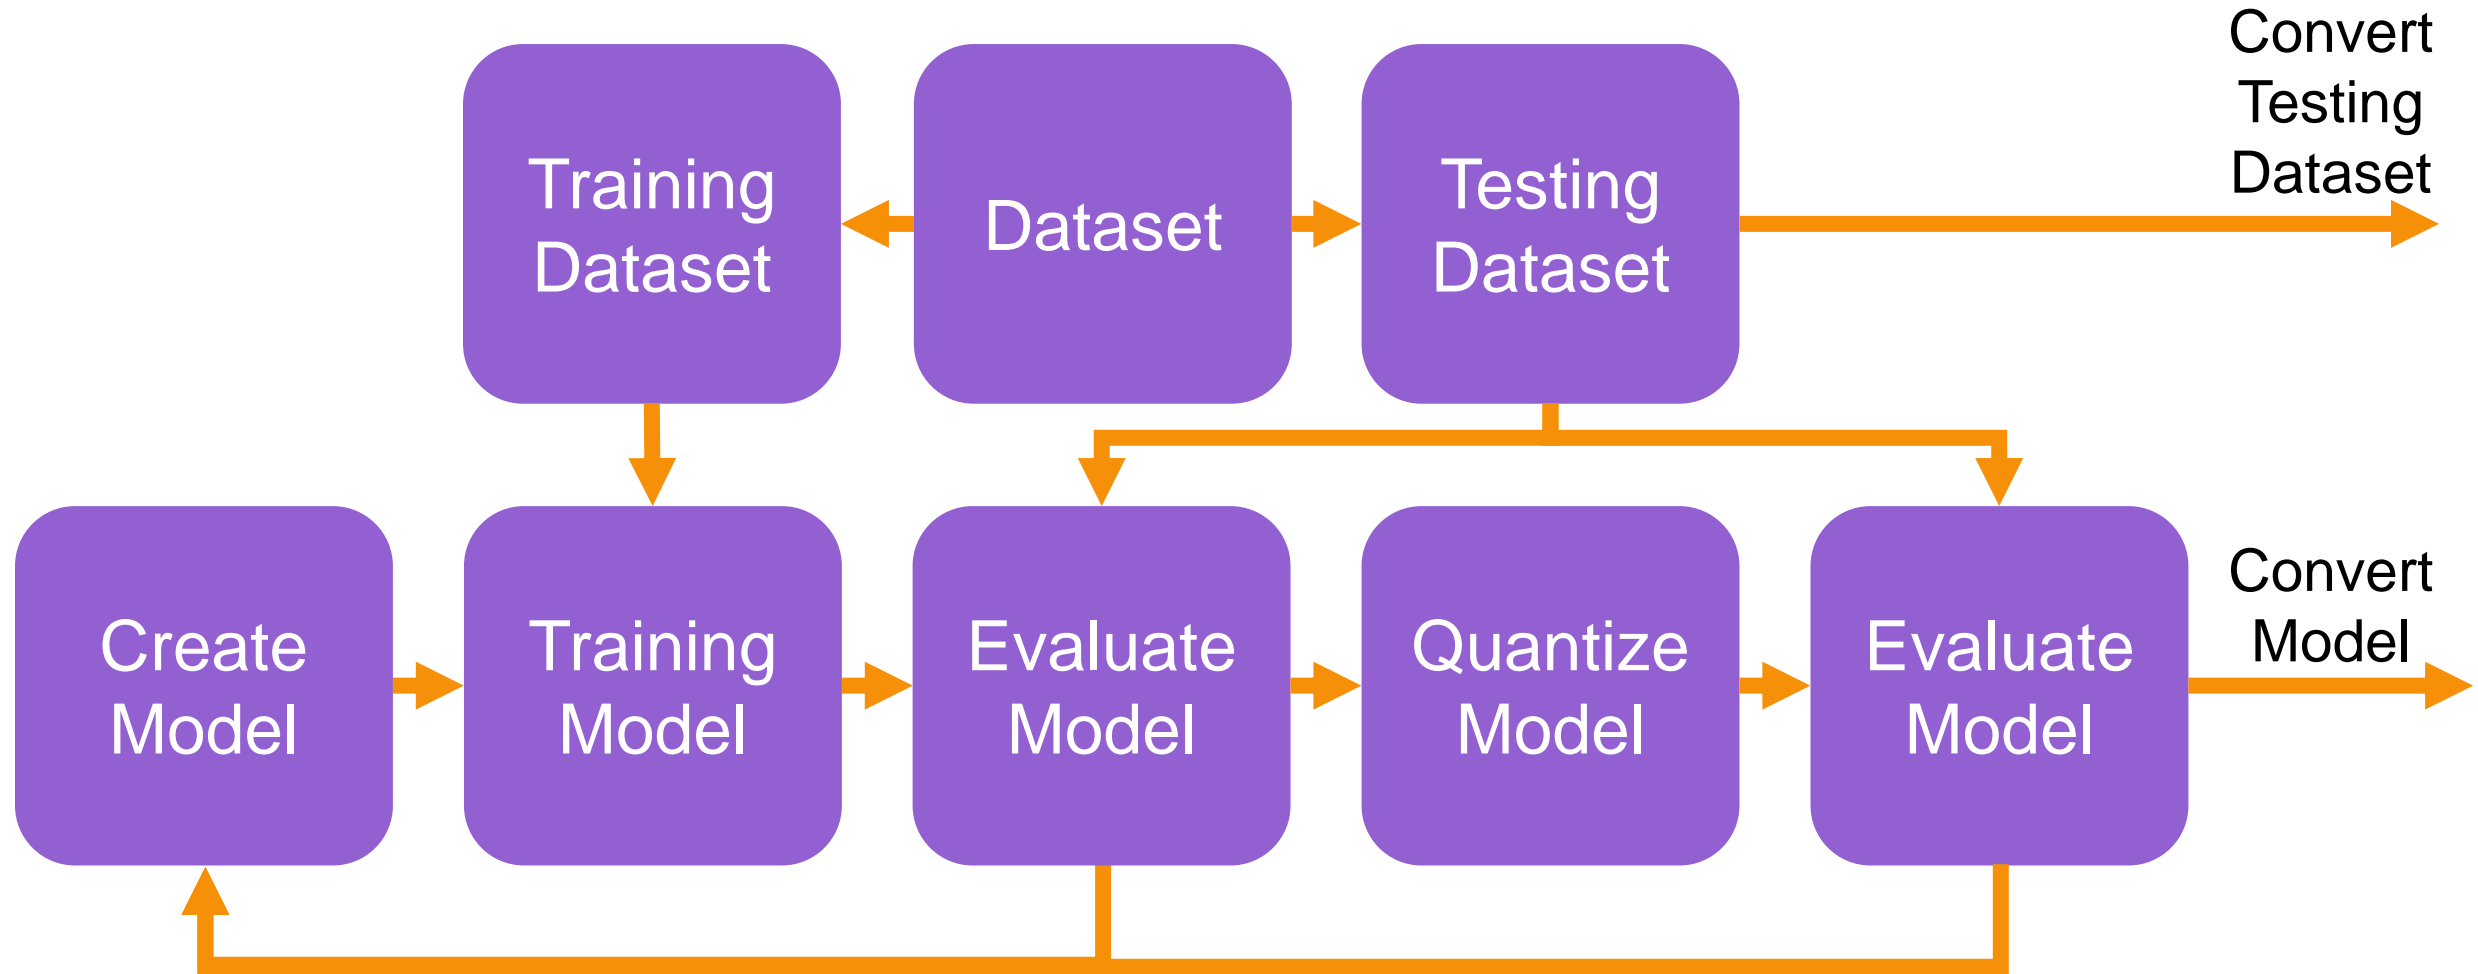 Convert
Testing
Dataset
Training
Dataset
Dataset
Testing
Dataset
Create
Model
Training
Model
Evaluate
Model
Quantize
Model
Evaluate
Model
Convert
Model